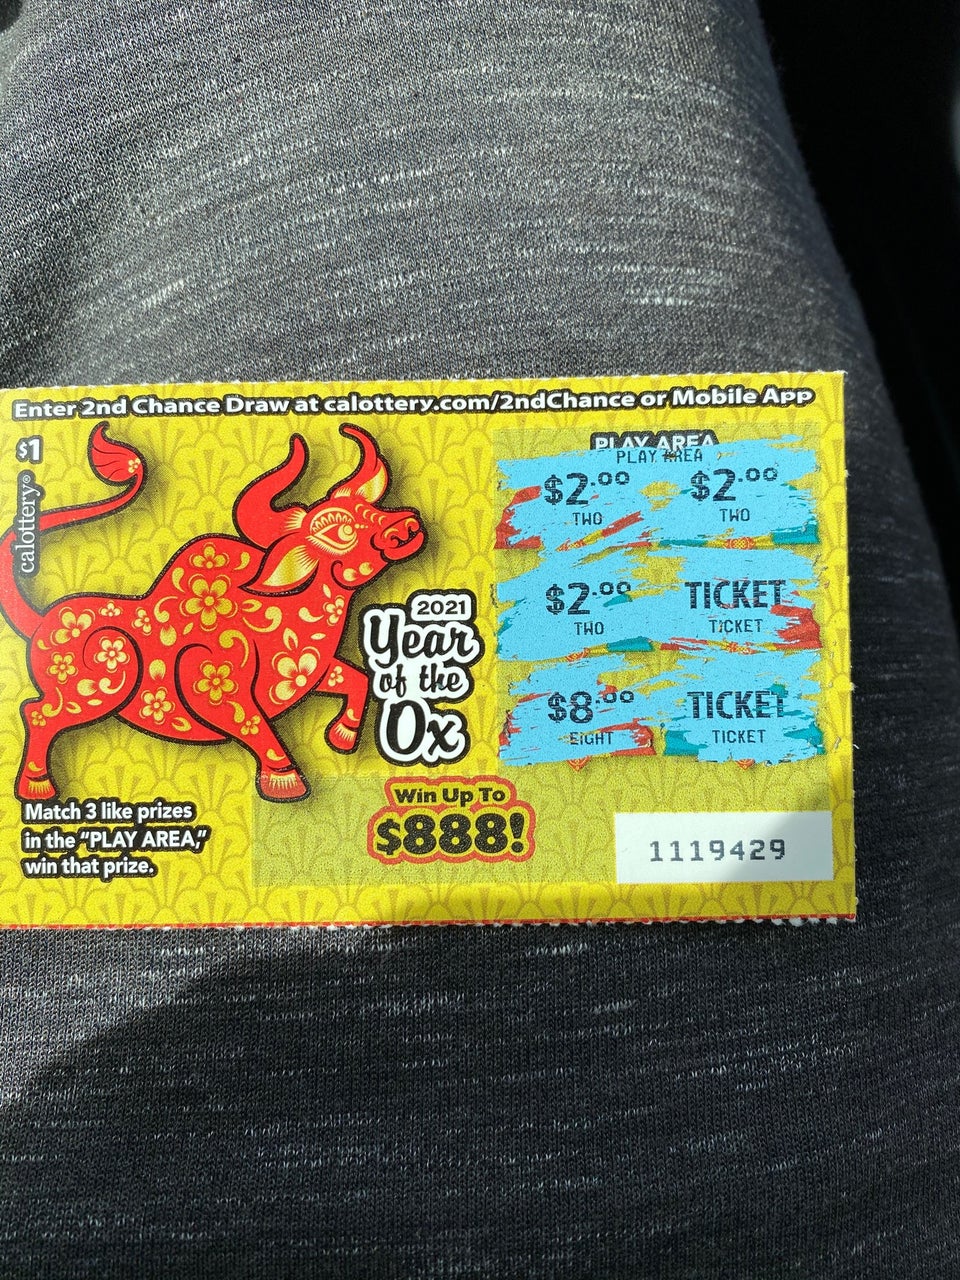 Enter 2nd Chance Draw at calottery.com/2ndChance or Mobile App
$1
calottery®
PLAY AREA
PLAY AREA
$2.00 $2.00
TWO TWO
$2.00 TICKET
TWO TICKET
$8.00 TICKET
EIGHT TICKET
2021
Year
of the
Ox
Match 3 like prizes
in the "PLAY AREA,"
win that prize.
Win Up To
$888!
1119429